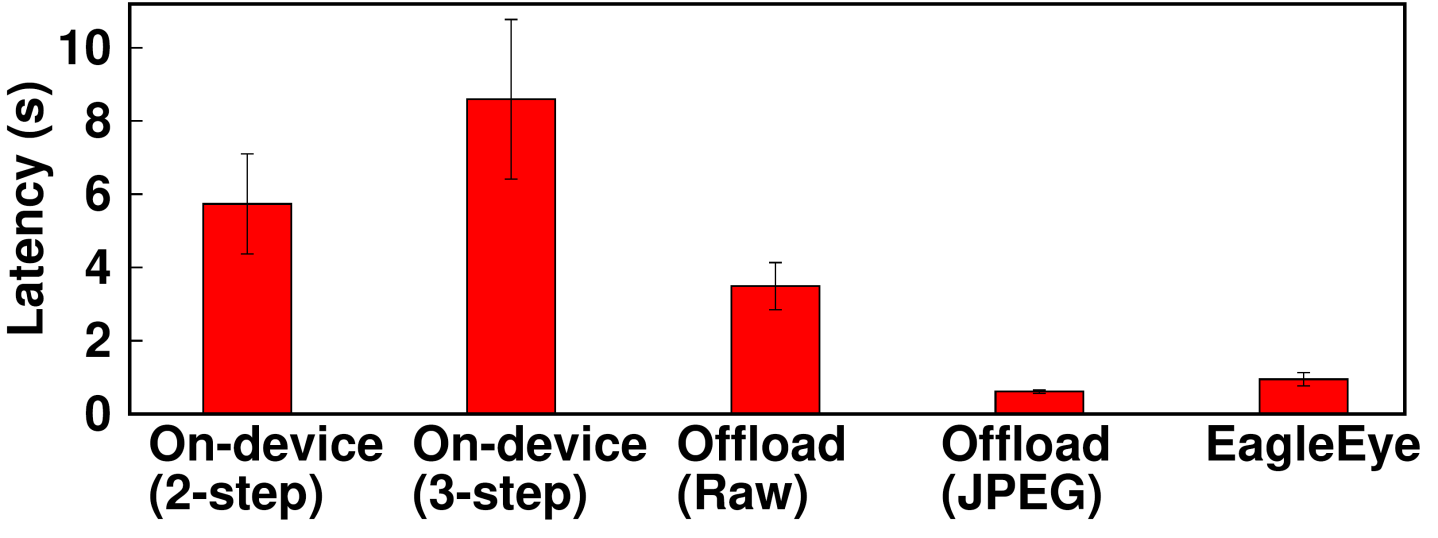 Latency (s)
10
8
6
4
2
0
On-device
(2-step)
On-device
(3-step)
Offload
(Raw)
Offload
(JPEG)
EagleEye